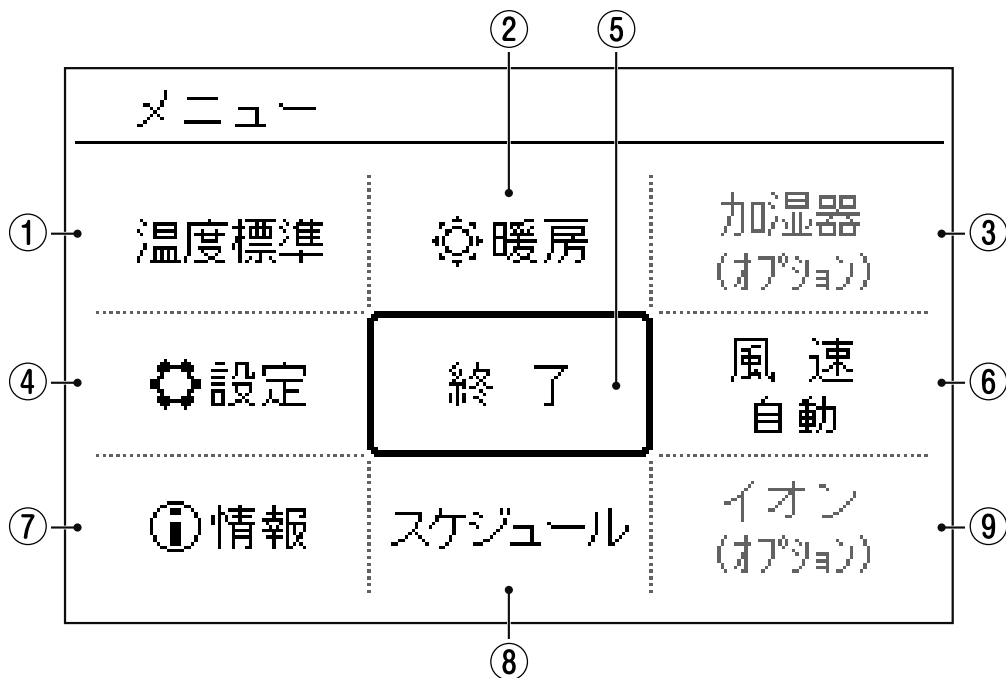 ② ⑤
メニュー
① 温度標準 暖房 加湿器 ③
(オプション)
④ 設定 終 了 風 速 ⑥
自動
⑦ 情報 スケジュール イオン ⑨
(オプション)
⑧